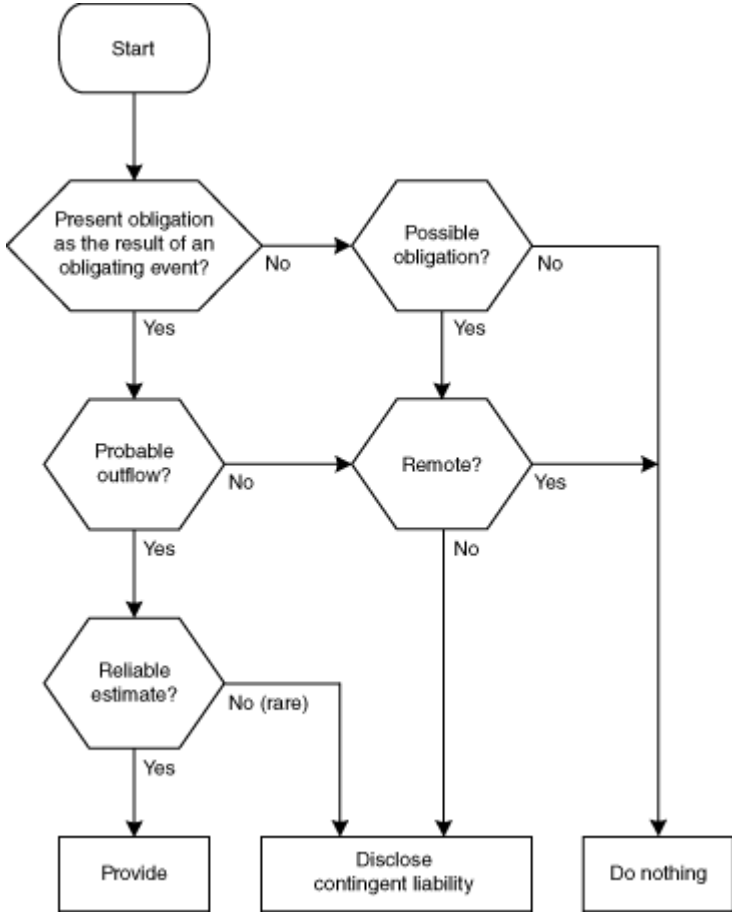 Start
Present obligation
as the result of an
obligating event?
No
Possible
obligation?
No
Yes
Yes
Probable
outflow?
No
Remote?
Yes
Yes
No
Reliable
estimate?
No (rare)
Yes
Provide
Disclose
contingent liability
Do nothing